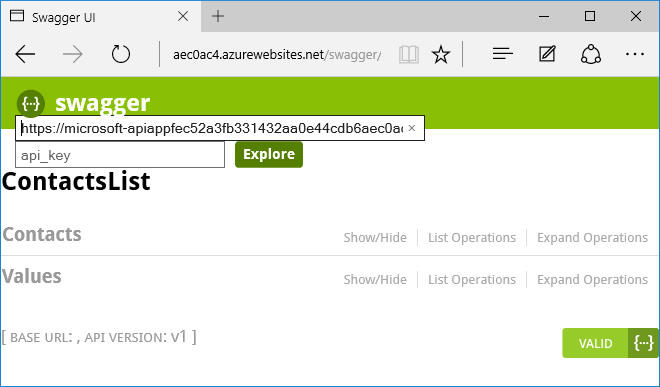 Swagger UI
aec0ac4.azurewebsites.net/swagger/
{··} swagger
https://microsoft-apiappfec52a3fb331432aa0e44cdb6aec0ac
api_key
Explore
ContactsList
Contacts Show/Hide List Operations Expand Operations
Values Show/Hide List Operations Expand Operations
[ BASE URL: , API VERSION: v1 ] VALID {··}